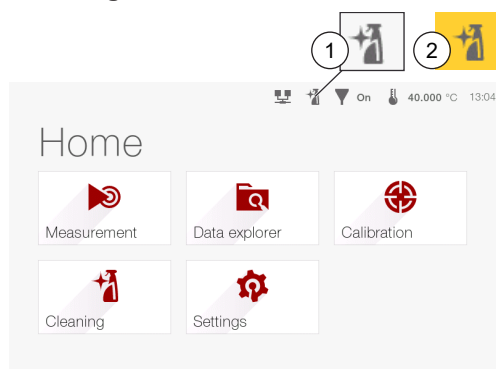 1
2
On 40.000 °C 13:04
Home
Measurement Data explorer Calibration
Cleaning Settings